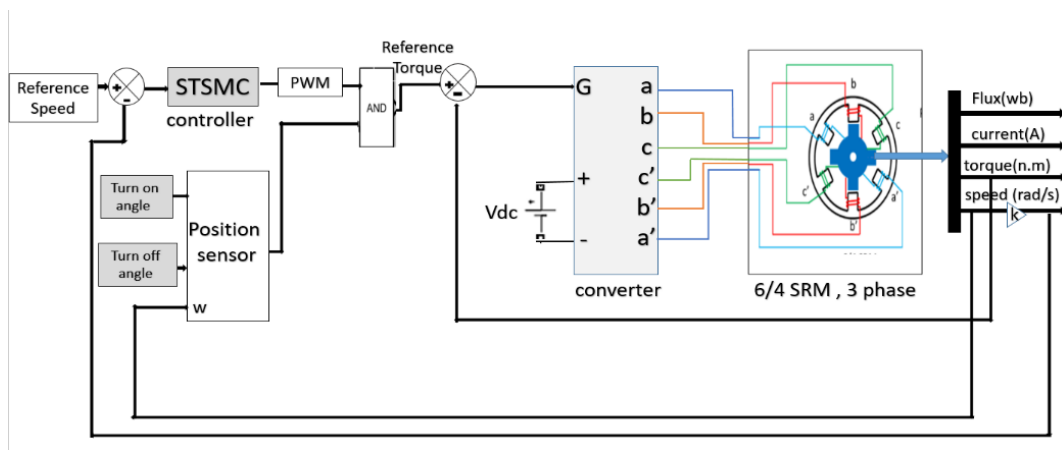 Reference
Speed
+
-
STSMC
controller
PWM
AND
Reference
Torque
+
-
G
+
-
Vdc
a
b
c
c'
b'
a'
converter
a
b
c
c'
b'
a'
6/4 SRM , 3 phase
Flux(wb)
current(A)
torque(n.m)
speed (rad/s)
k
Turn on
angle
Turn off
angle
Position
sensor
w